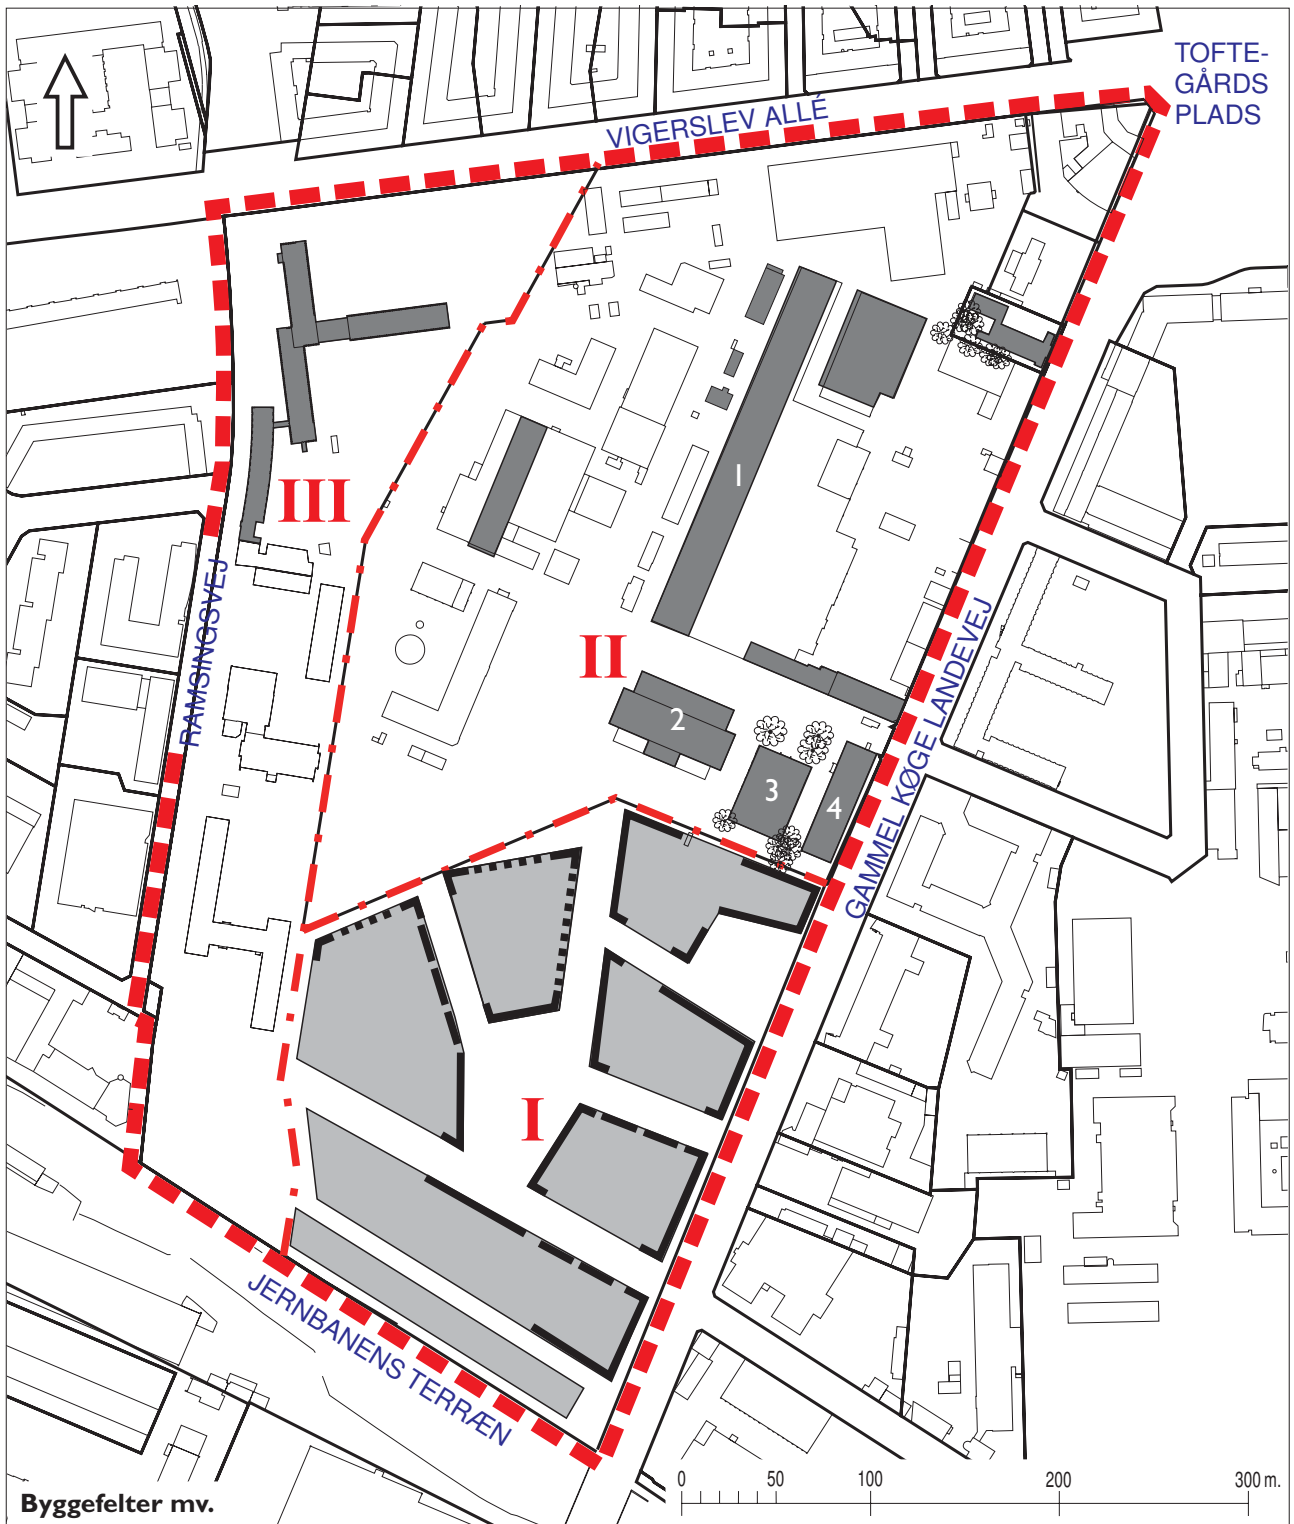 TOFTE-
GÅRDS
PLADS
VIGERSLEV ALLÉ
1
III
RAMSINGSVEJ
II
2
3
4
GAMMEL KØGE LANDEVEJ
I
JERNBANENS TERRÆN
0 50 100 200 300 m.
Byggefelter mv.